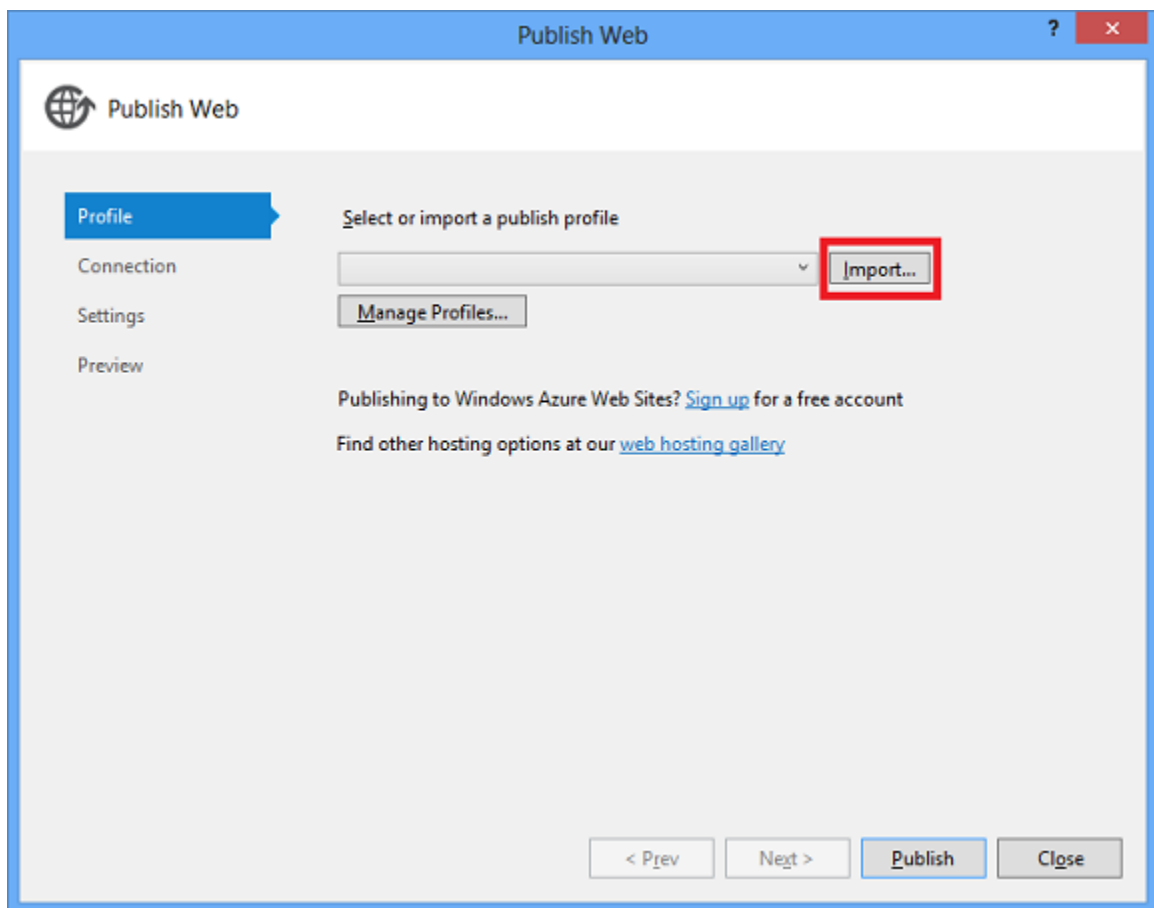 Publish Web
?
Publish Web
Profile
Connection
Settings
Preview
Select or import a publish profile
Import...
Manage Profiles...
Publishing to Windows Azure Web Sites? Sign up for a free account
Find other hosting options at our web hosting gallery
< Prev Next > Publish Close